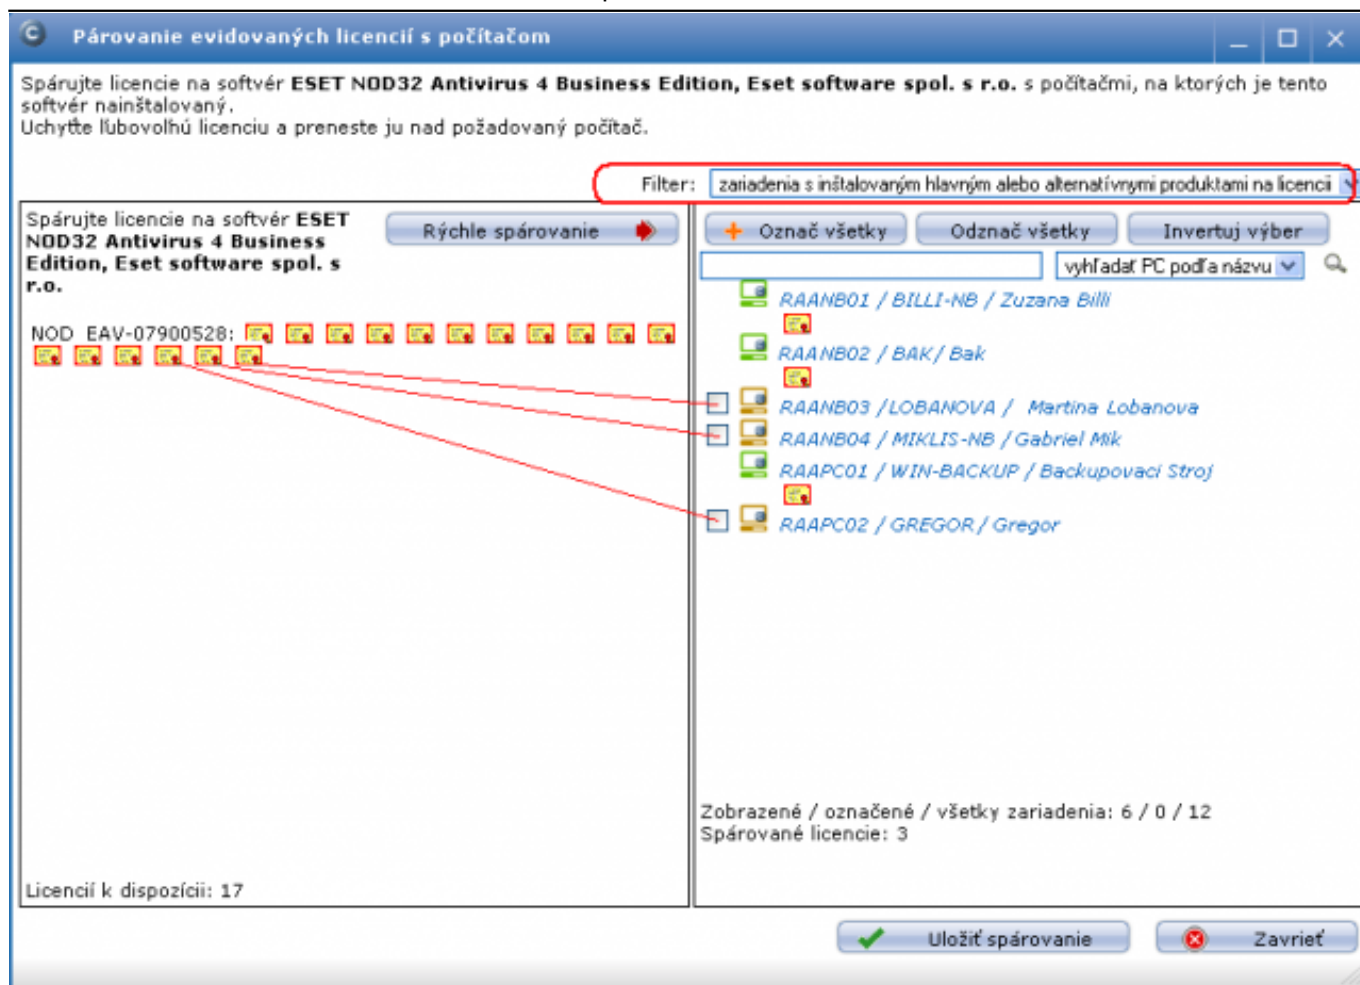 Párovanie evidovaných licencií s počítačom
Spárujte licencie na softvér ESET NOD32 Antivirus 4 Business Edition, Eset software spol. s r.o. s počítačmi, na ktorých je tento
softvér nainštalovaný.
Uchyťte ľubovoľnú licenciu a preneste ju nad požadovaný počítač.
Filter: zariadenia s inštalovaným hlavným alebo alternatívnymi produktami na licencii
Spárujte licencie na softvér ESET
NOD32 Antivirus 4 Business
Edition, Eset software spol. s
r.o.
Rýchle spárovanie
NOD EAV-07900528:
Licencií k dispozícii: 17
Označ všetky Odznač všetky Invertuj výber
vyhľadať PC podľa názvu
RAANB01 / BILLI-NB / Zuzana Billi
RAANB02 / BAK/ Bak
RAANB03 /LOBANOVA / Martina Lobanova
RAANB04 / MIKLIS-NB / Gabriel Mik
RAAPC01 / WIN-BACKUP / Backupovaci Stroj
RAAPC02 / GREGOR / Gregor
Zobrazené / označené / všetky zariadenia: 6 / 0 / 12
Spárované licencie: 3
Uložiť spárovanie Zavrieť